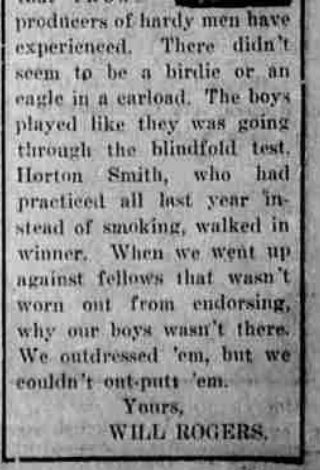 producers of hardy men have
experienced. There didn't
seem to be a birdie or an
eagle in a carload. The boys
played like they was going
through the blindfold test.
Horton Smith, who had
practiced all last year in-
stead of smoking, walked in
winner. When we went up
against fellows that wasn't
worn out from endorsing,
why our boys wasn't there.
We outdressed 'em, but we
couldn't out-putt 'em.
Yours,
WILL ROGERS.